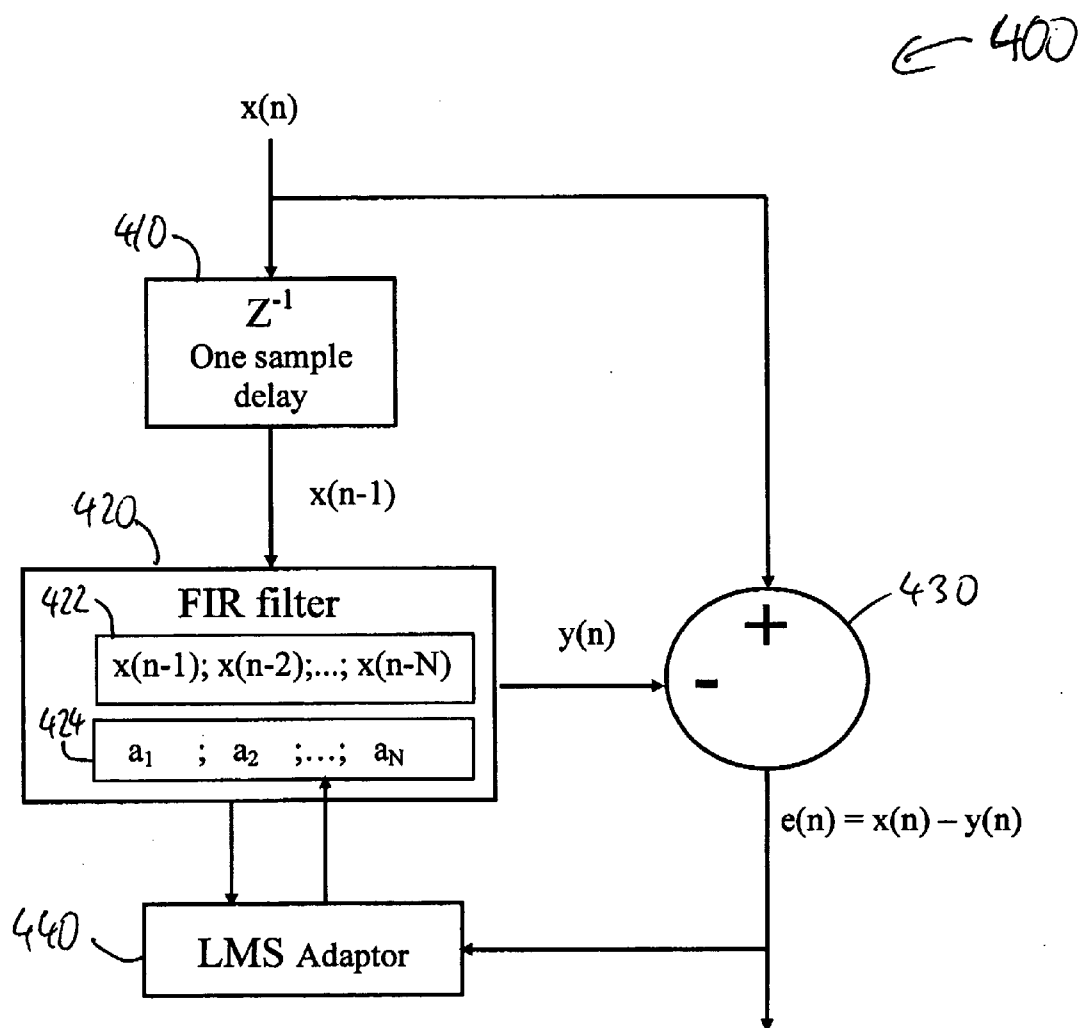 400
x(n)
410
Z⁻¹
One sample
delay
x(n-1)
420
FIR filter
422
x(n-1); x(n-2);...; x(n-N)
424
a₁ ; a₂ ;...; a_N
y(n)
+
-
430
e(n) = x(n) – y(n)
440
LMS Adaptor